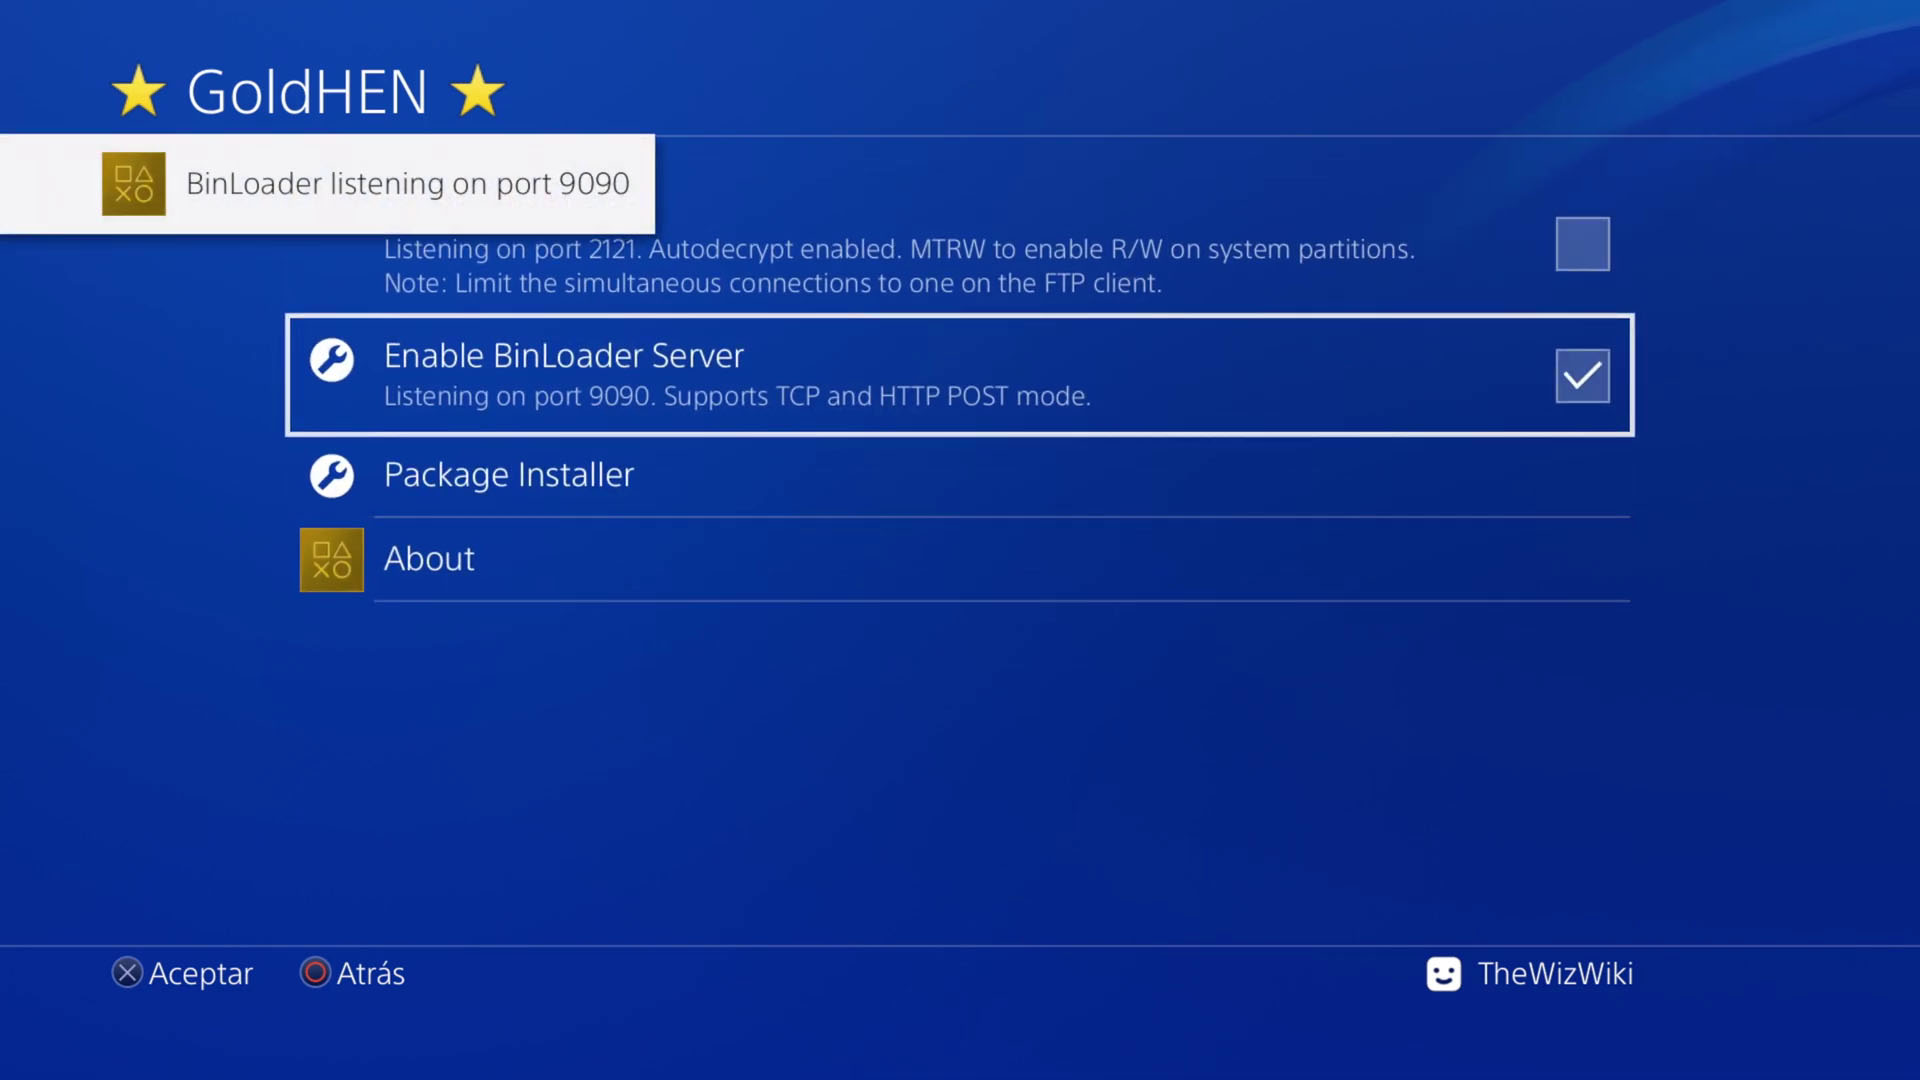 GoldHEN
BinLoader listening on port 9090
Listening on port 2121. Autodecrypt enabled. MTRW to enable R/W on system partitions.
Note: Limit the simultaneous connections to one on the FTP client.
Enable BinLoader Server
Listening on port 9090. Supports TCP and HTTP POST mode.
Package Installer
About
Aceptar
Atrás
TheWizWiki